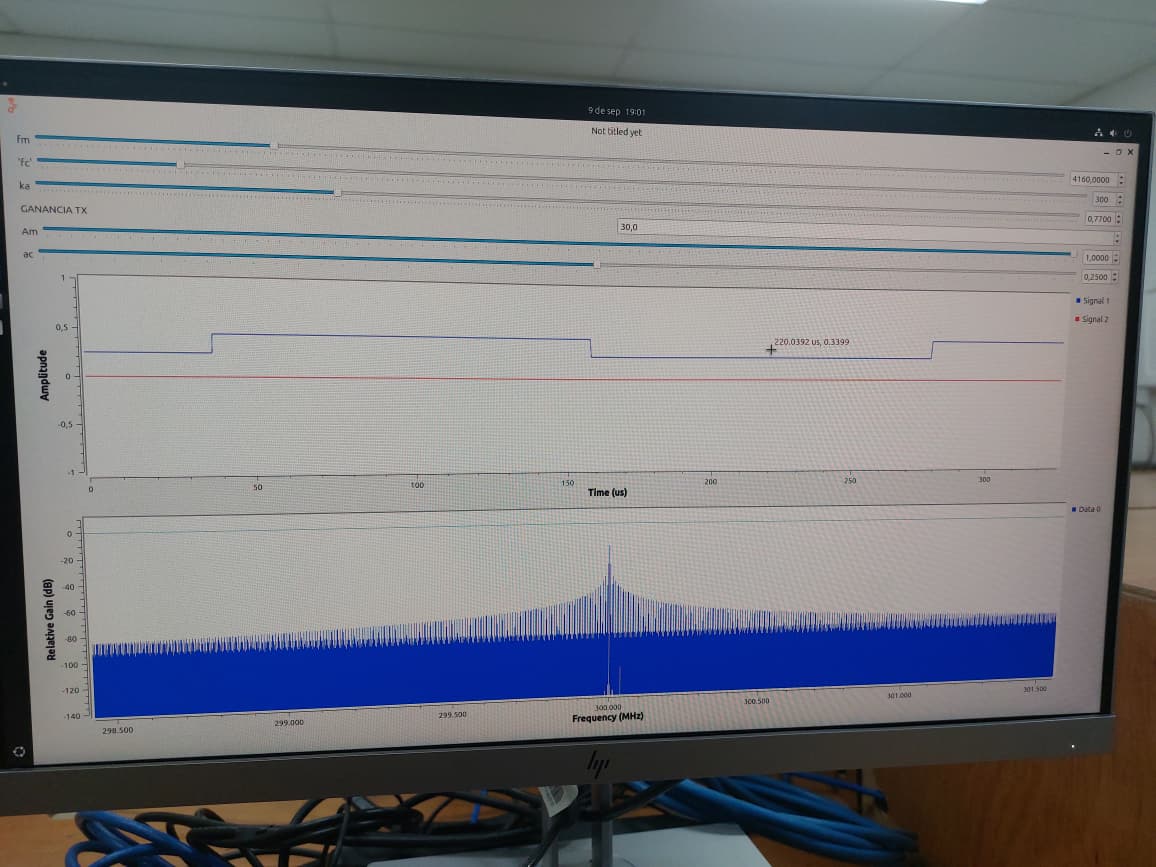 9 de sep 19:01
Not titled yet
Fm
4160,0000
'fc'
300
ka
0,7700
GANANCIA TX
30,0
Am
1,0000
ac
0,2500
1
0,5
0
-0,5
-1
Amplitude
220.0392 us, 0.3399
Signal 1
Signal 2
0
50
100
150
200
250
300
Time (us)
Data 0
0
-20
-40
-60
-80
-100
-120
-140
Relative Gain (dB)
298.500
299.000
299.500
300.000
300.500
301.000
301.500
Frequency (MHz)
hp